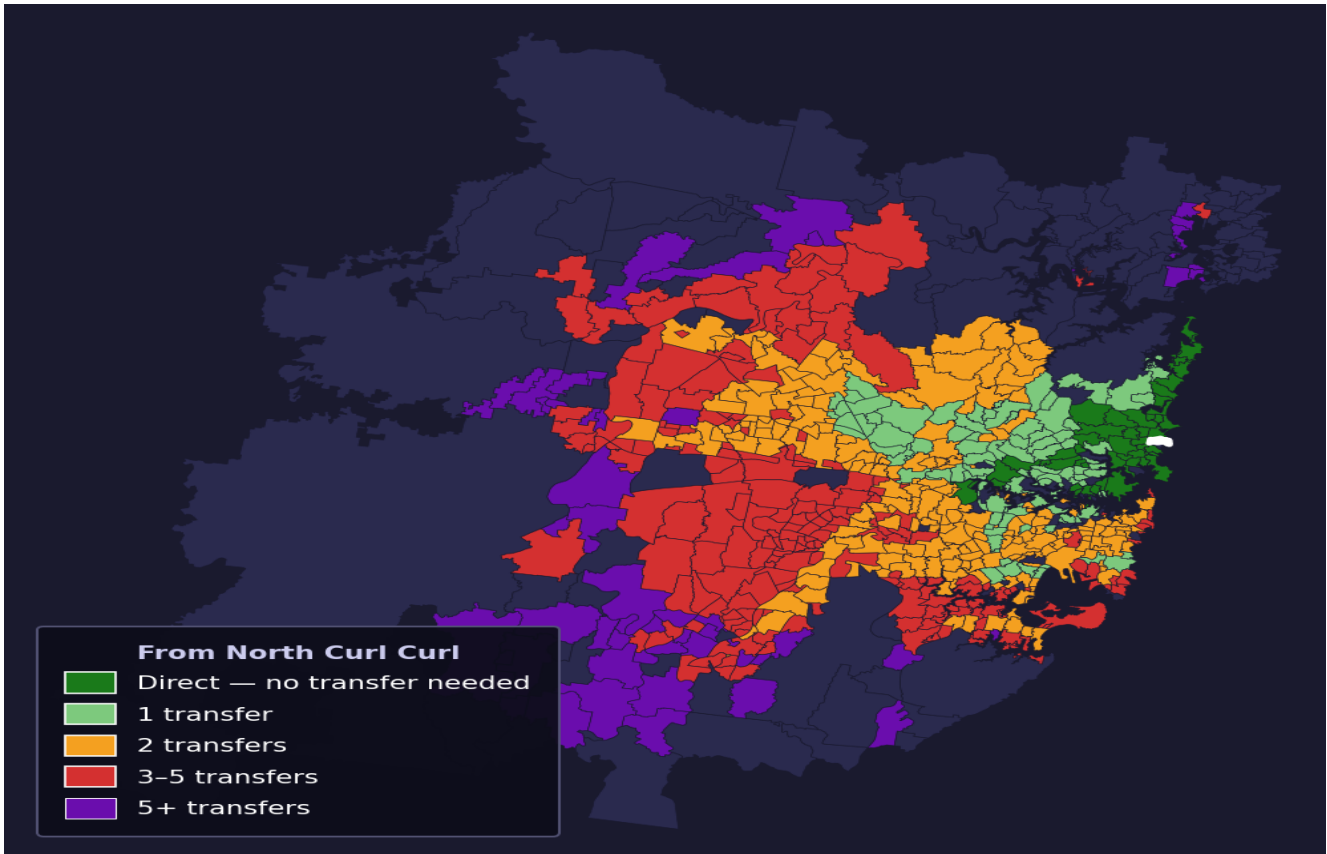 From North Curl Curl
Direct — no transfer needed
1 transfer
2 transfers
3–5 transfers
5+ transfers